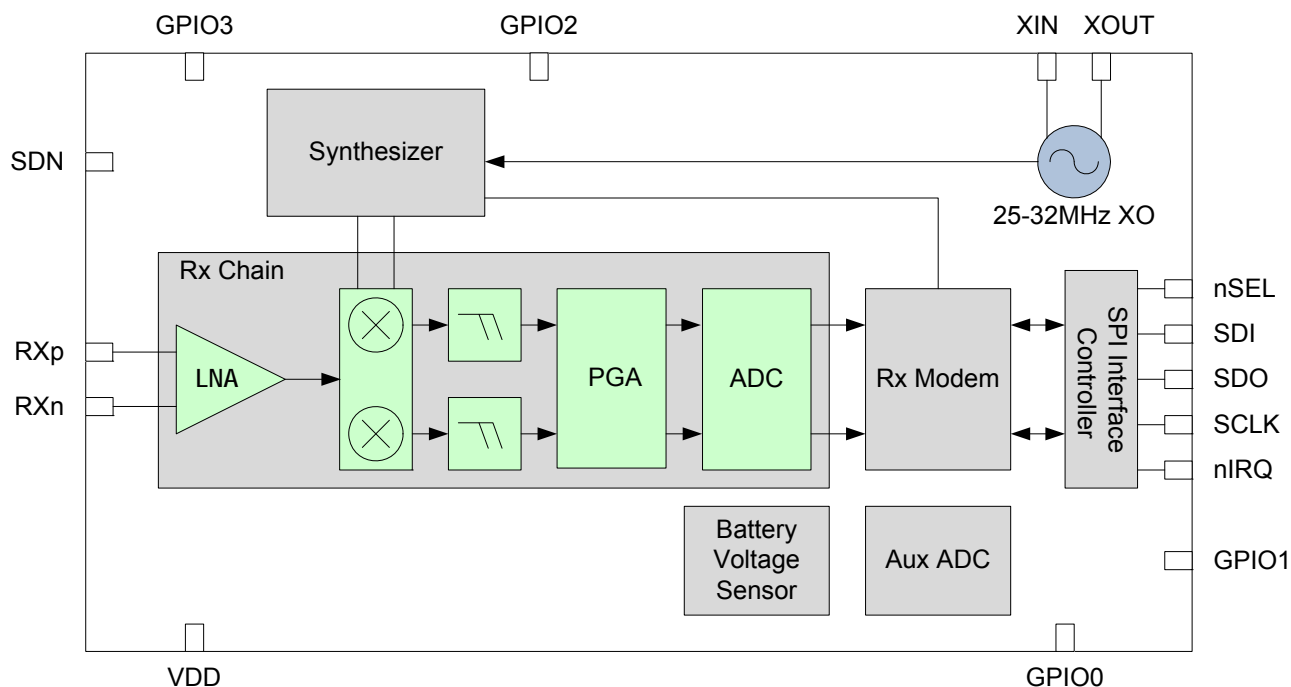 GPIO3
GPIO2
XIN
XOUT
SDN
Synthesizer
25-32MHz XO
Rx Chain
nSEL
SDI
SDO
SCLK
nIRQ
SPI Interface
Controller
RXp
RXn
LNA
PGA
ADC
Rx Modem
Battery
Voltage
Sensor
Aux ADC
GPIO1
VDD
GPIO0